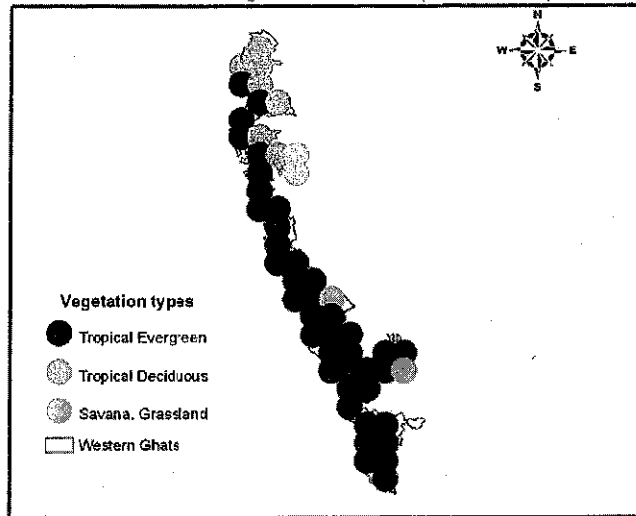 N
W E
S
Vegetation types
Tropical Evergreen
Tropical Deciduous
Savana, Grassland
Western Ghats